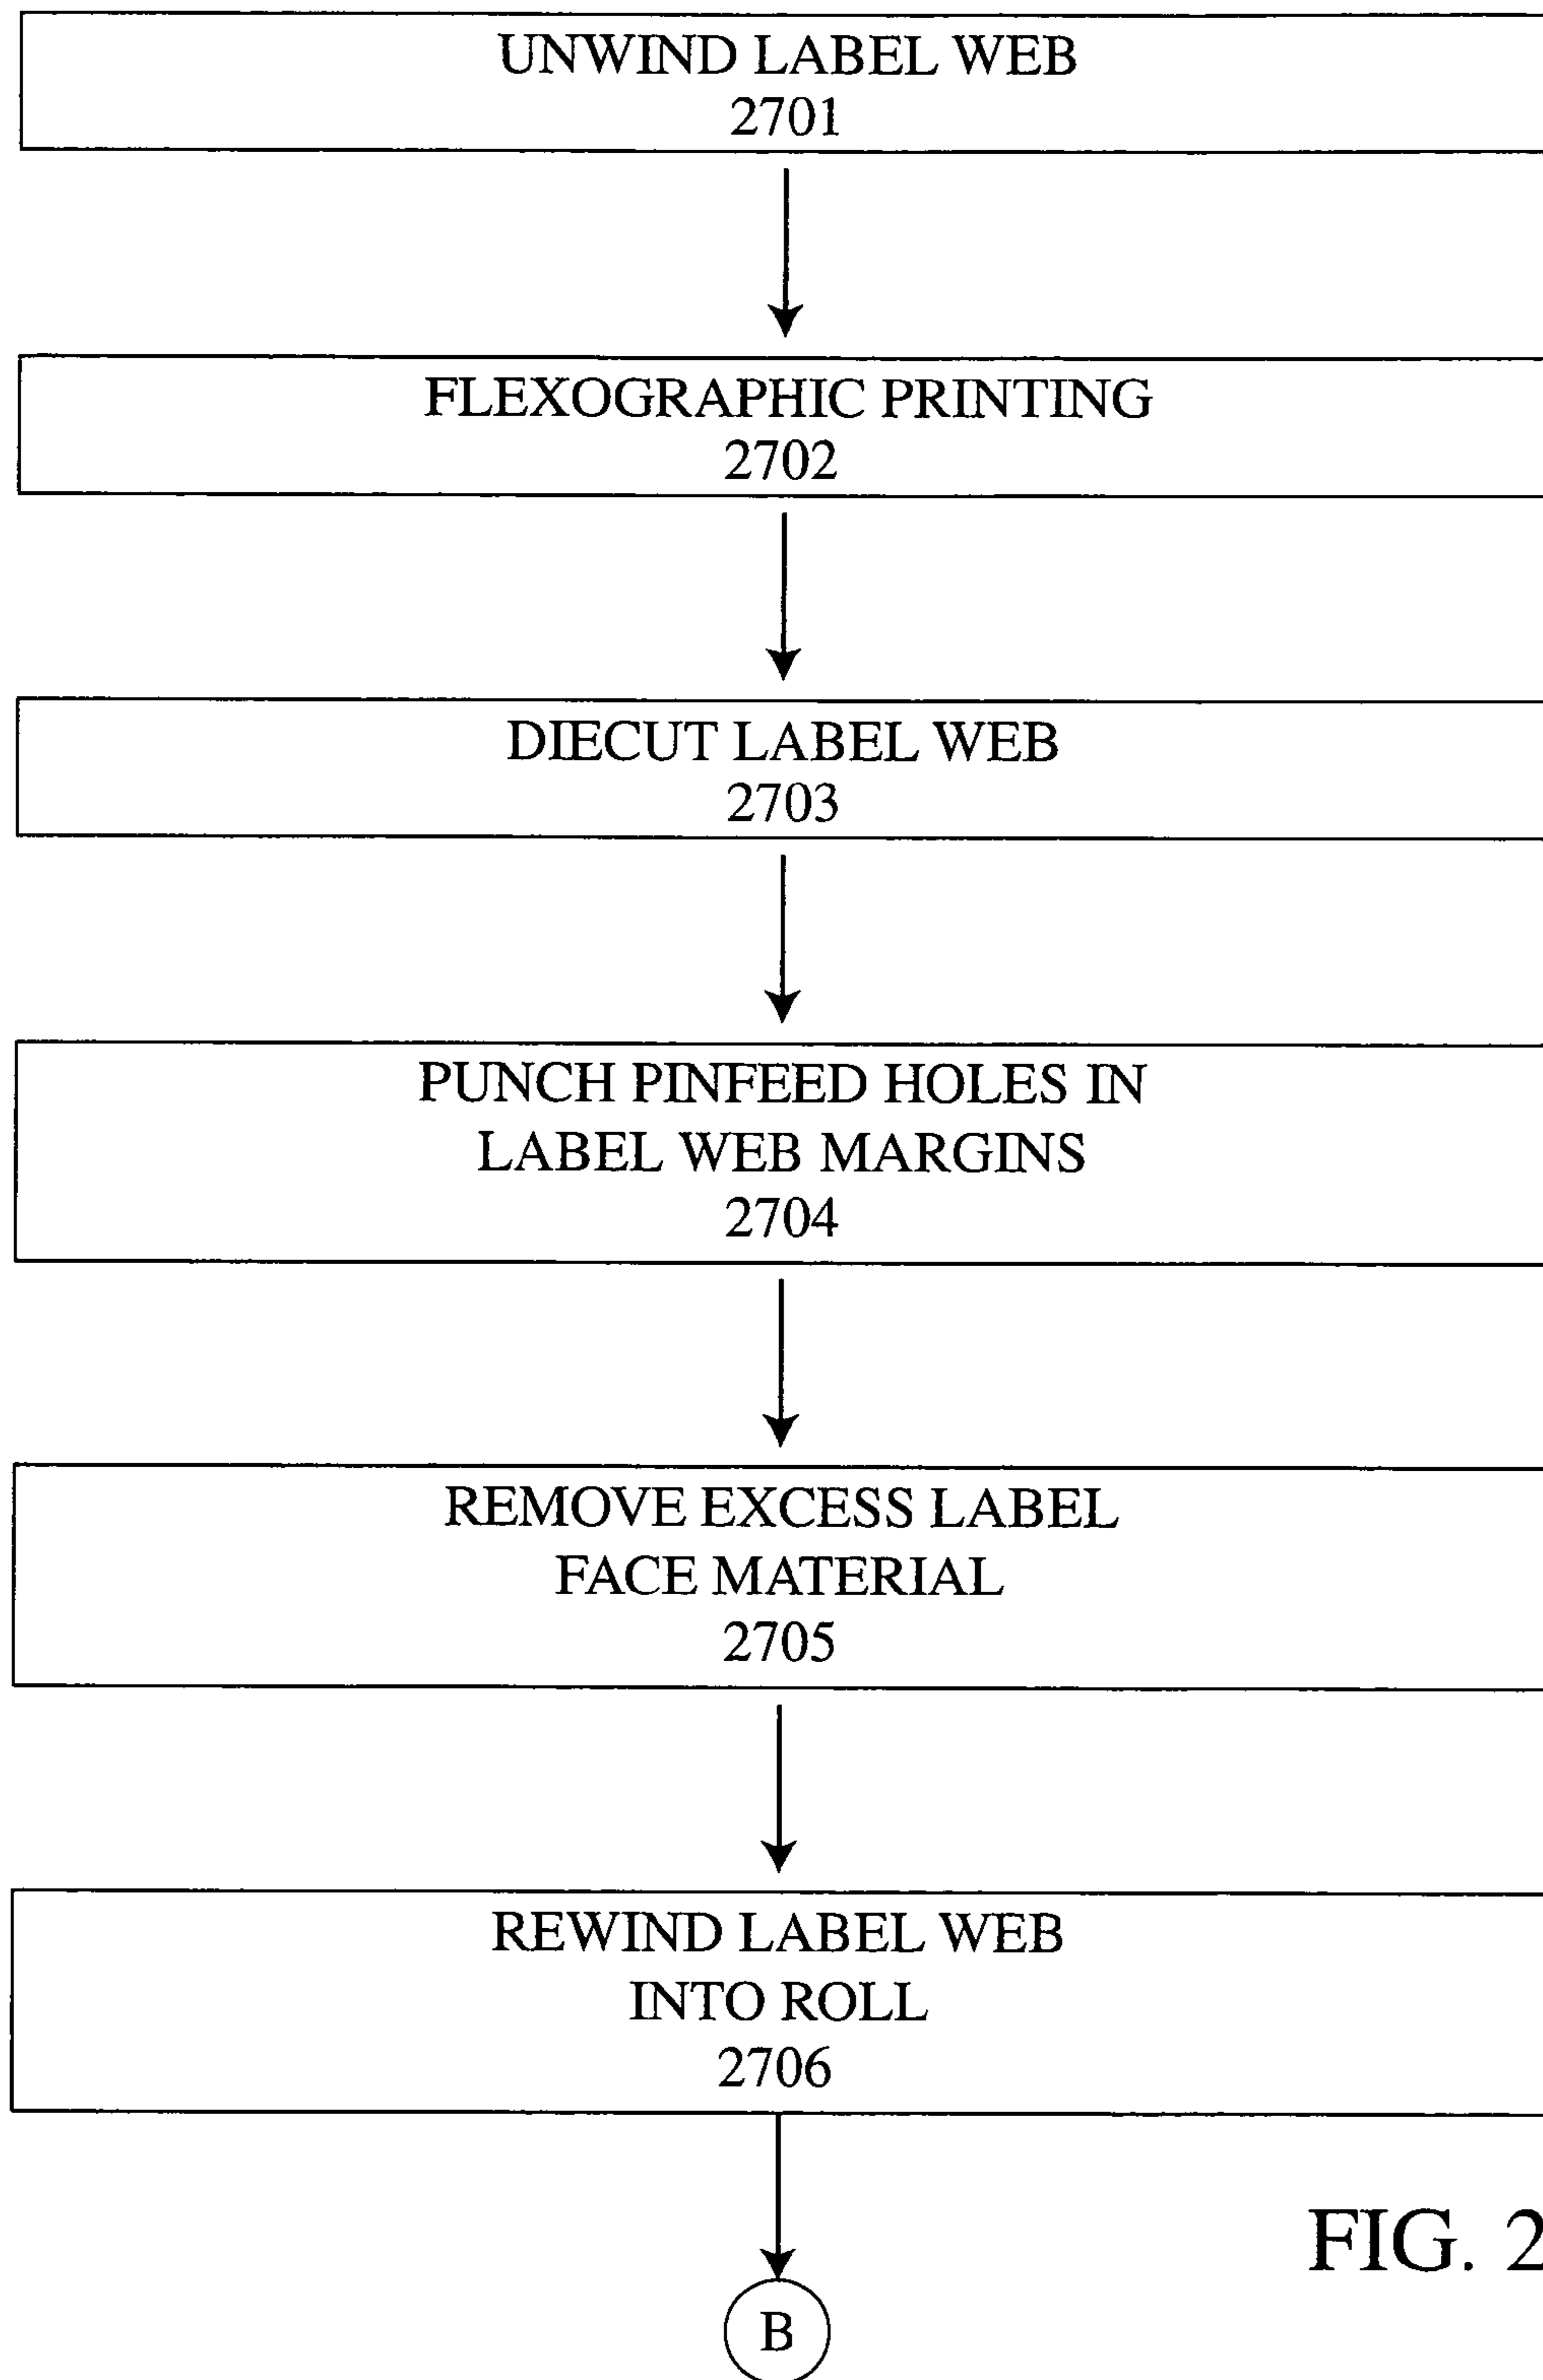 UNWIND LABEL WEB
2701
FLEXOGRAPHIC PRINTING
2702
DIECUT LABEL WEB
2703
PUNCH PINFEED HOLES IN
LABEL WEB MARGINS
2704
REMOVE EXCESS LABEL
FACE MATERIAL
2705
REWIND LABEL WEB
INTO ROLL
2706
FIG. 2
B